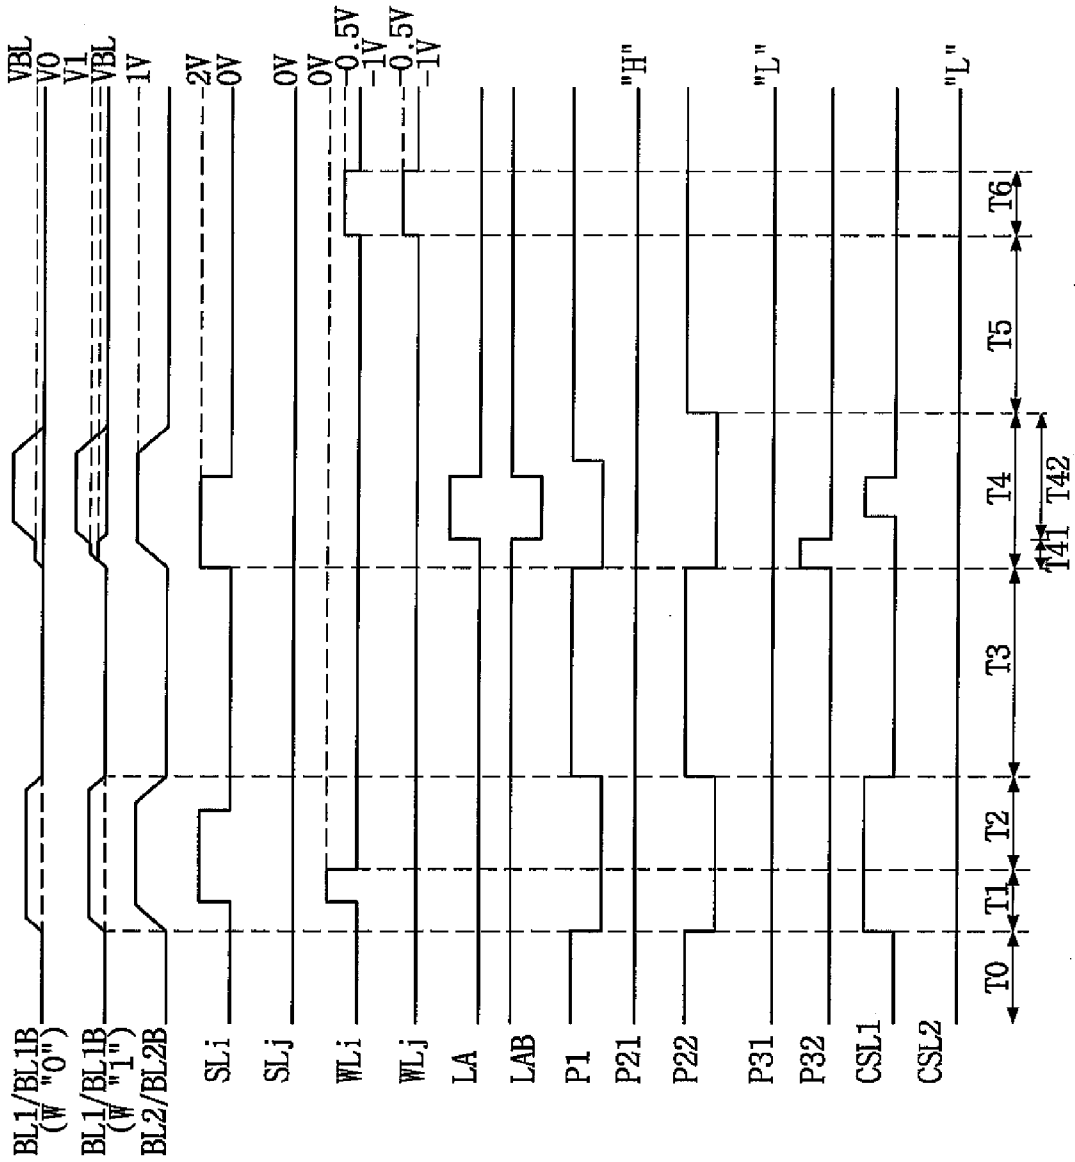 BL1/BL1B
(W "0")
VBL
V0
BL1/BL1B
(W "1")
V1
VBL
BL2/BL2B
1V
SLi
2V
0V
SLj
0V
WLi
0V
-0.5V
-1V
WLj
-0.5V
-1V
LA
LAB
P1
P21
"H"
P22
P31
"L"
P32
CSL1
CSL2
"L"
T0
T1
T2
T3
T4
T5
T6
T41
T42